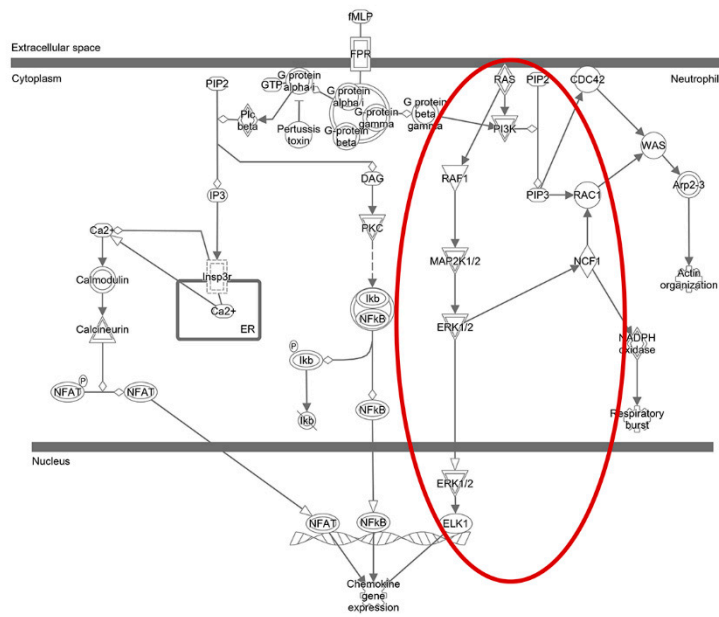 fMLP
Extracellular space
FPR
Cytoplasm
Neutrophil
PIP2
GTP
G protein
alpha i
G protein
alpha i
G-protein
gamma
G-protein
beta
G protein
beta
gamma
RAS
PIP2
CDC42
Plc
beta
Pertussis
toxin
PI3K
WAS
DAG
RAF1
IP3
PIP3
RAC1
Arp2-3
PKC
Ca2+
Insp3r
MAP2K1/2
NCF1
Calmodulin
Actin
organization
Ikb
NFkB
Ca2+
ER
Calcineurin
ERK1/2
NADPH
oxidase
P
Ikb
P
NFAT
NFAT
NFkB
Ikb
Respiratory
burst
Nucleus
ERK1/2
NFAT
NFkB
ELK1
Chemokine
gene
expression